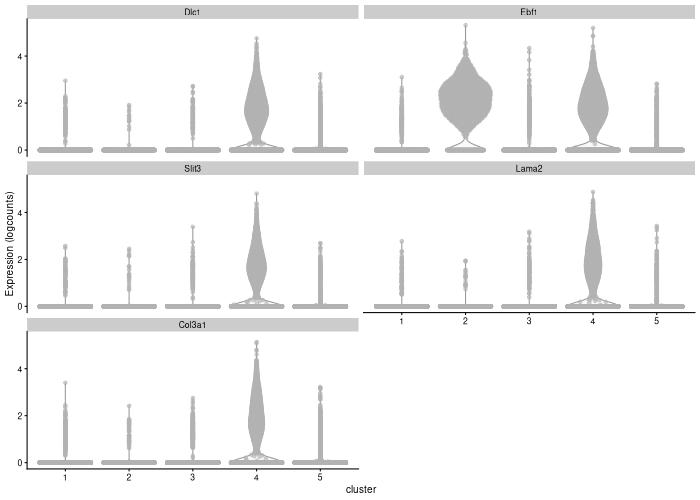 Dlc1
Ebf1
4
2
0
Slit3
Lama2
Expression (logcounts)
4
2
0
1 2 3 4 5
Col3a1
4
2
0
1 2 3 4 5
cluster